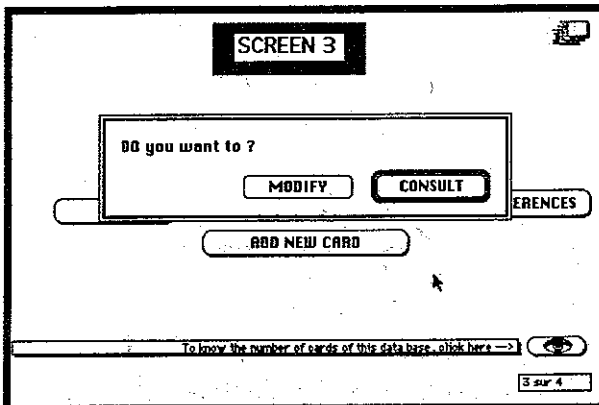 SCREEN 3
DO you want to ?
MODIFY
CONSULT
ERENCES
ADD NEW CARD
To know the number of cards of this data base, click here —>
3 sur 4